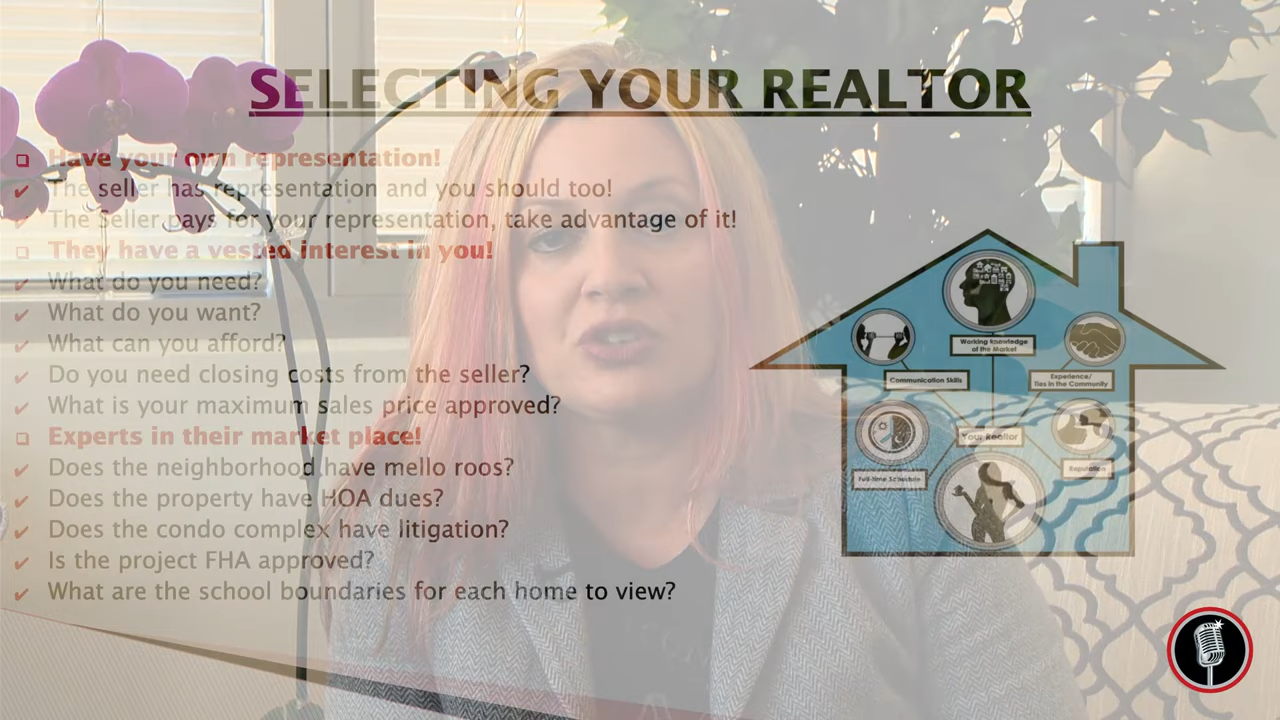 SELECTING YOUR REALTOR
Have your own representation!
The seller has representation and you should too!
The Seller pays for your representation, take advantage of it!
They have a vested interest in you!
What do you need?
What do you want?
What can you afford?
Do you need closing costs from the seller?
What is your maximum sales price approved?
Experts in their market place!
Does the neighborhood have mello roos?
Does the property have HOA dues?
Does the condo complex have litigation?
Is the project FHA approved?
What are the school boundaries for each home to view?
Working knowledge
of the Market
Communication Skills
Experience/
Ties in the Community
Your Realtor
Full-time Schedule
Reputation